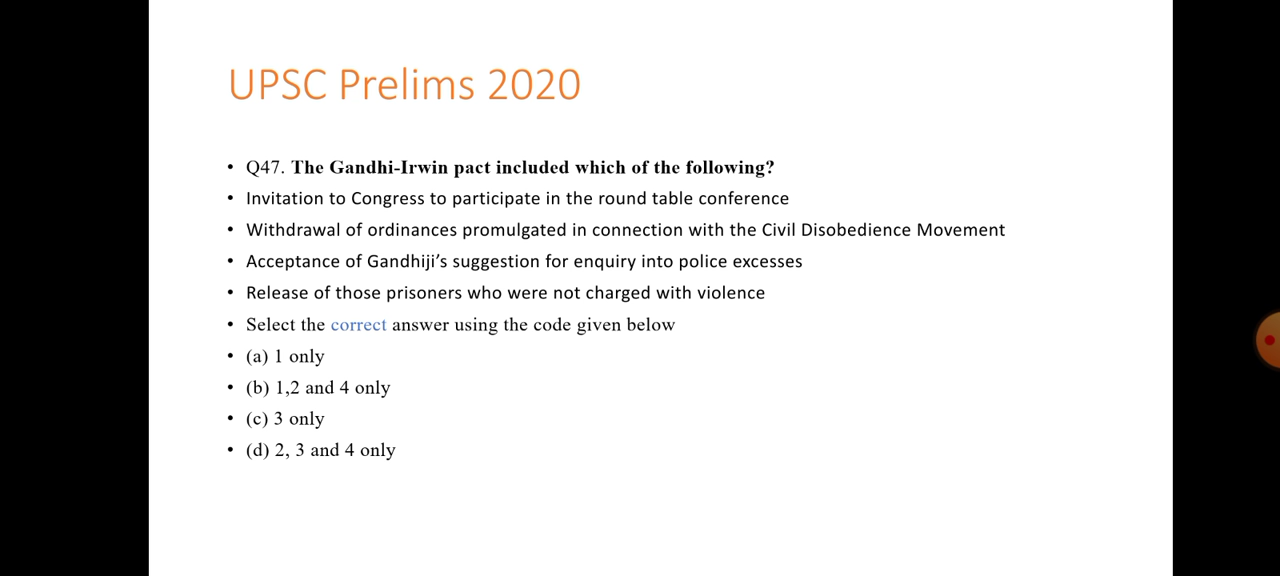 UPSC Prelims 2020
• Q47. The Gandhi-Irwin pact included which of the following?
• Invitation to Congress to participate in the round table conference
• Withdrawal of ordinances promulgated in connection with the Civil Disobedience Movement
• Acceptance of Gandhiji’s suggestion for enquiry into police excesses
• Release of those prisoners who were not charged with violence
• Select the correct answer using the code given below
• (a) 1 only
• (b) 1,2 and 4 only
• (c) 3 only
• (d) 2, 3 and 4 only